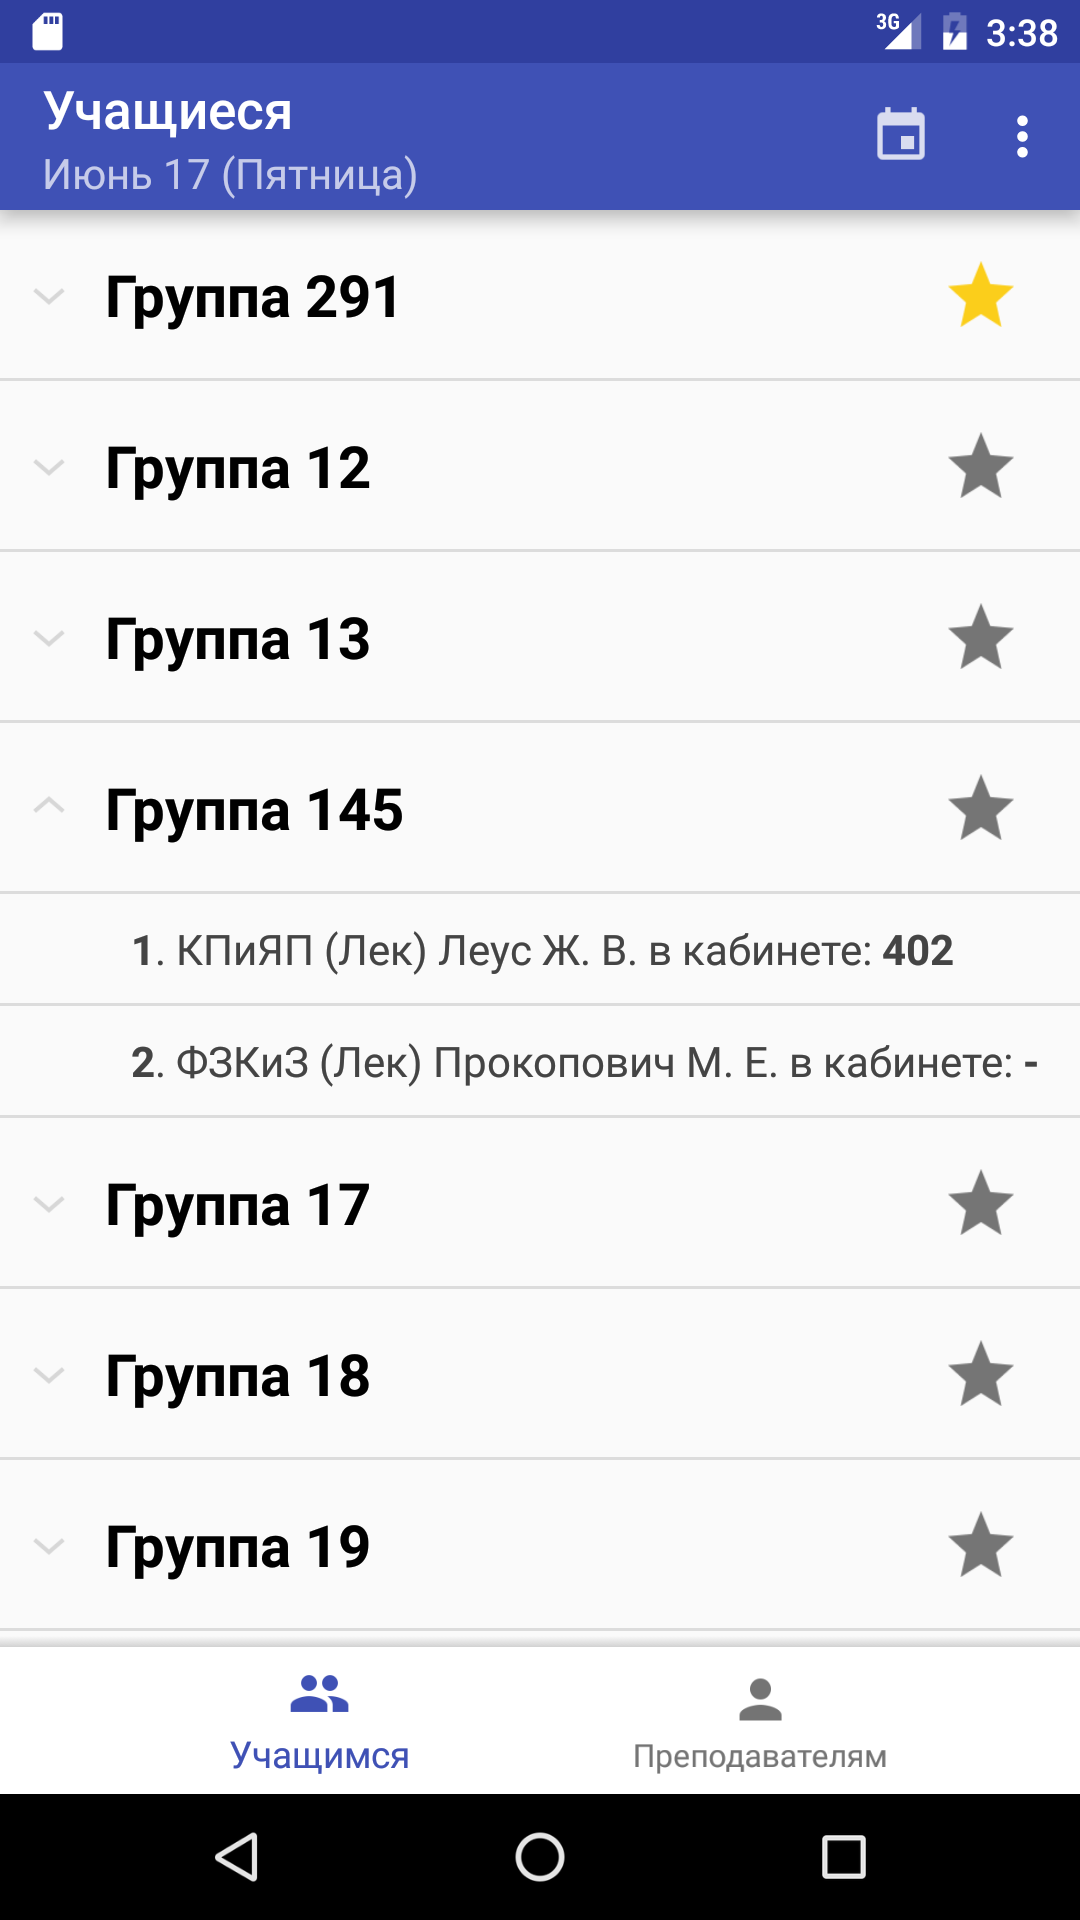 3G 3:38
Учащиеся
Июнь 17 (Пятница)
Группа 291
Группа 12
Группа 13
Группа 145
1. КПиЯП (Лек) Леус Ж. В. в кабинете: 402
2. ФЗКиЗ (Лек) Прокопович М. Е. в кабинете: -
Группа 17
Группа 18
Группа 19
Учащимся
Преподавателям